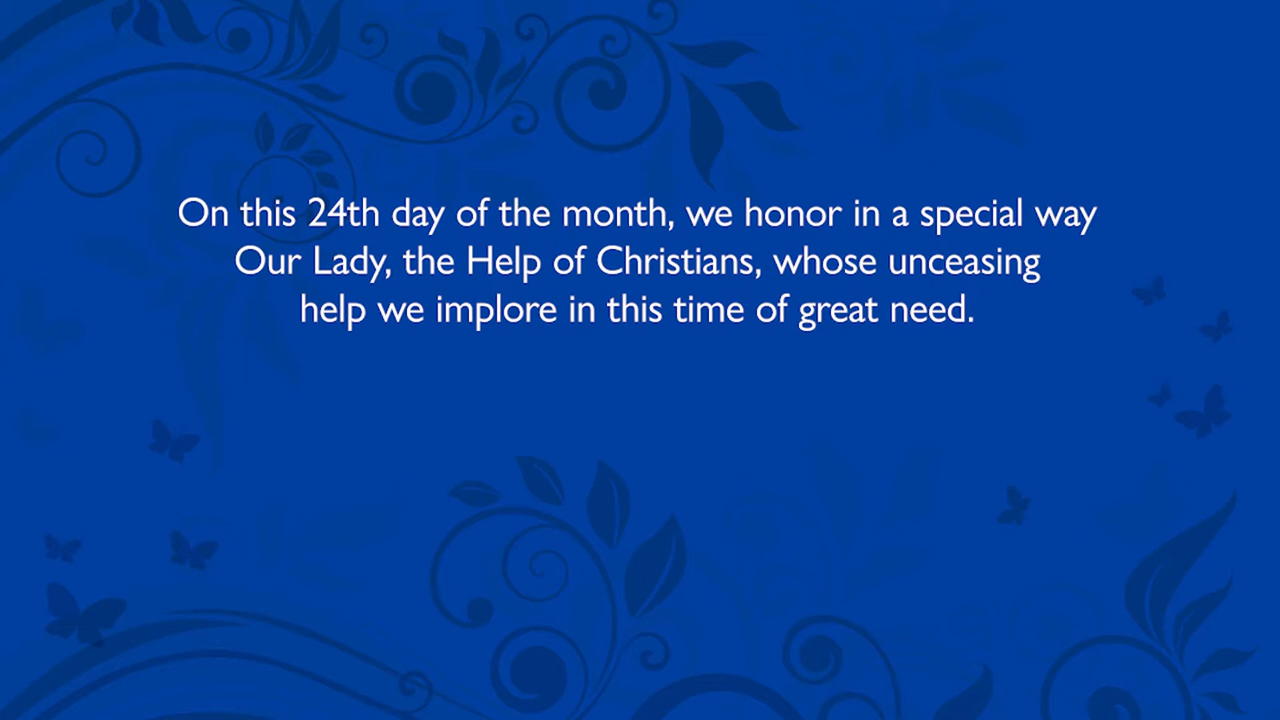 On this 24th day of the month, we honor in a special way
Our Lady, the Help of Christians, whose unceasing
help we implore in this time of great need.